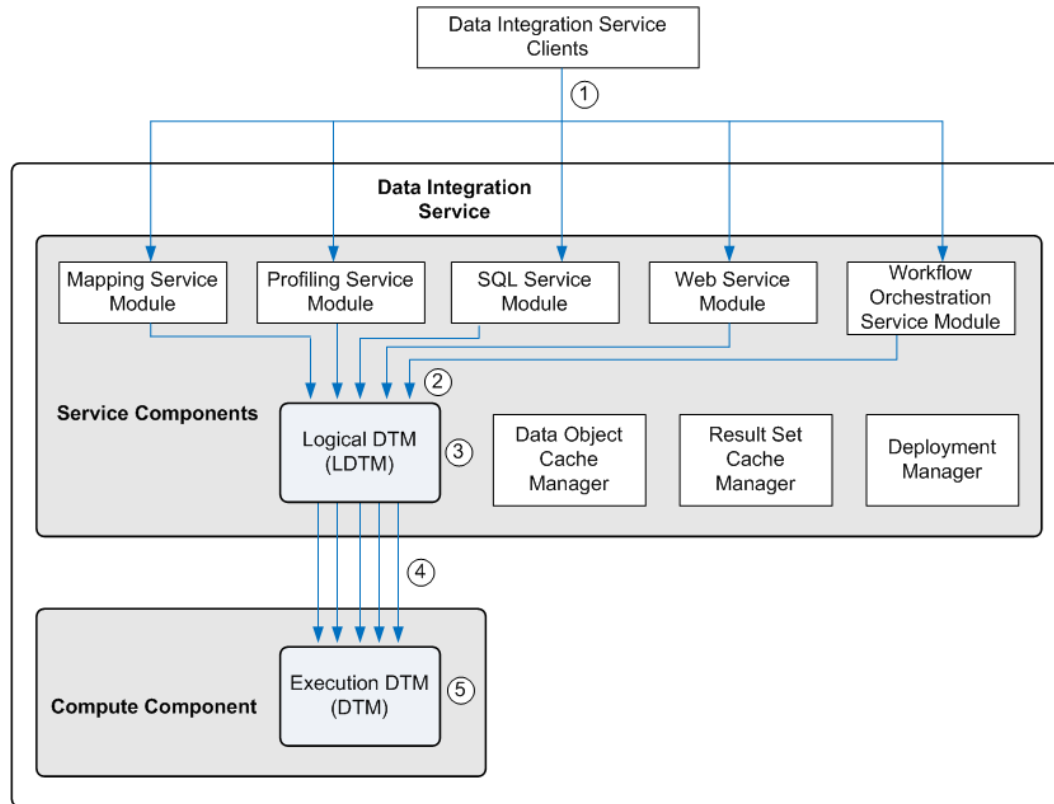 Data Integration Service
Clients
1
Data Integration
Service
Mapping Service
Module
Profiling Service
Module
SQL Service
Module
Web Service
Module
Workflow
Orchestration
Service Module
2
Service Components
Logical DTM
(LDTM)
3
Data Object
Cache
Manager
Result Set
Cache
Manager
Deployment
Manager
4
Compute Component
Execution DTM
(DTM)
5